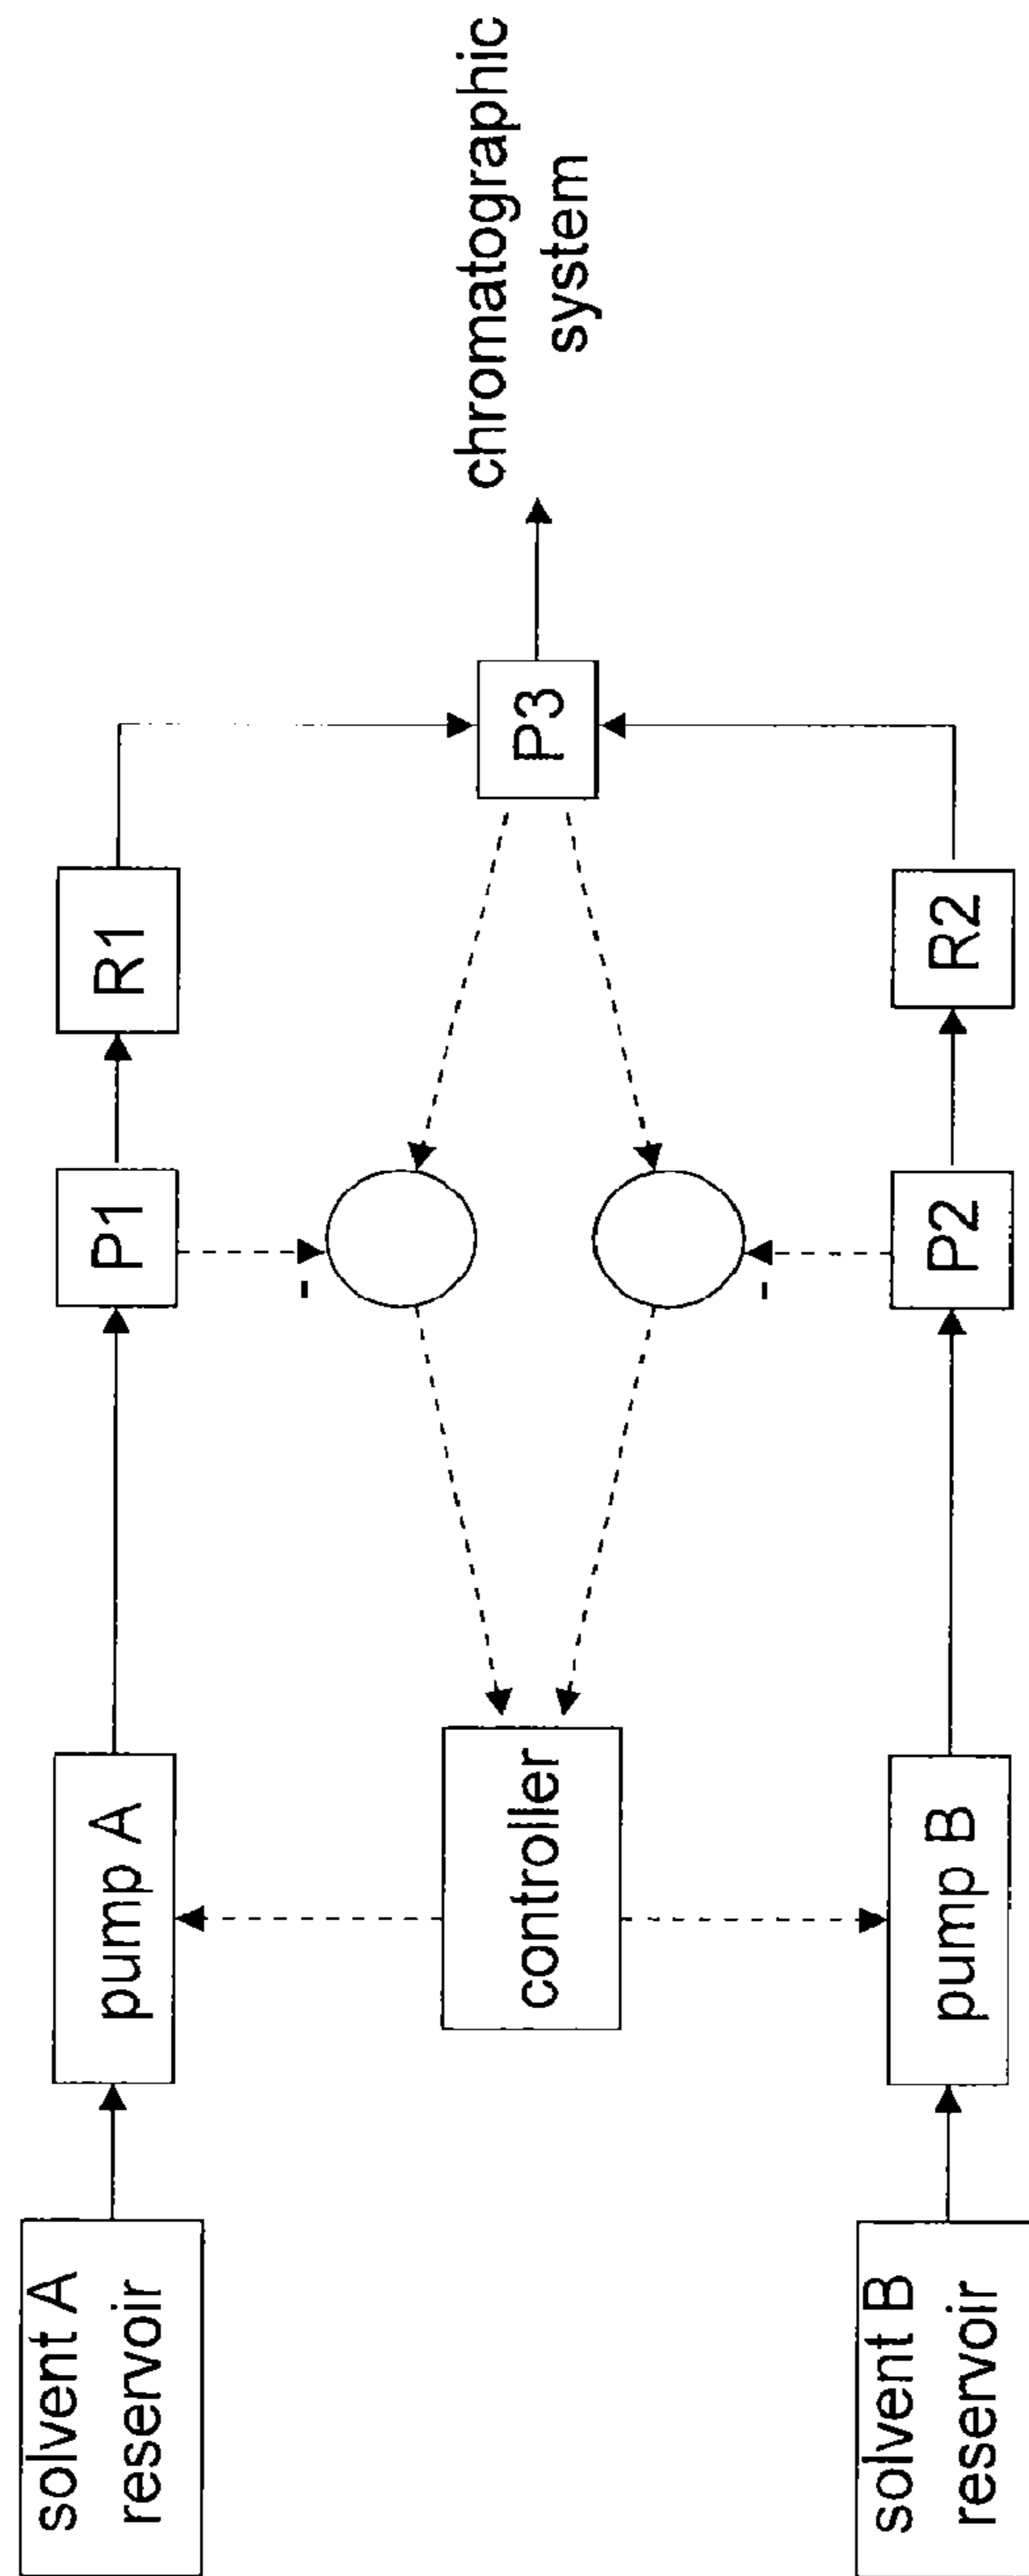 solvent A
reservoir
pump A
P1
R1
-
controller
P3
chromatographic
system
-
solvent B
reservoir
pump B
P2
R2